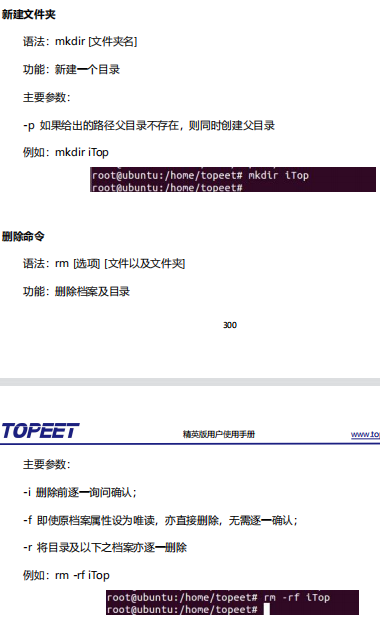 新建文件夹
语法：mkdir [文件夹名]
功能：新建一个目录
主要参数：
-p 如果给出的路径父目录不存在，则同时创建父目录
例如：mkdir iTop
root@ubuntu:/home/topeet# mkdir iTop
root@ubuntu:/home/topeet#
删除命令
语法：rm [选项] [文件以及文件夹]
功能：删除档案及目录
300
TOPEET 精英版用户使用手册 www.top
主要参数：
-i 删除前逐一询问确认；
-f 即使原档案属性设为唯读，亦直接删除，无需逐一确认；
-r 将目录及以下之档案亦逐一删除
例如：rm -rf iTop
root@ubuntu:/home/topeet# rm -rf iTop
root@ubuntu:/home/topeet#